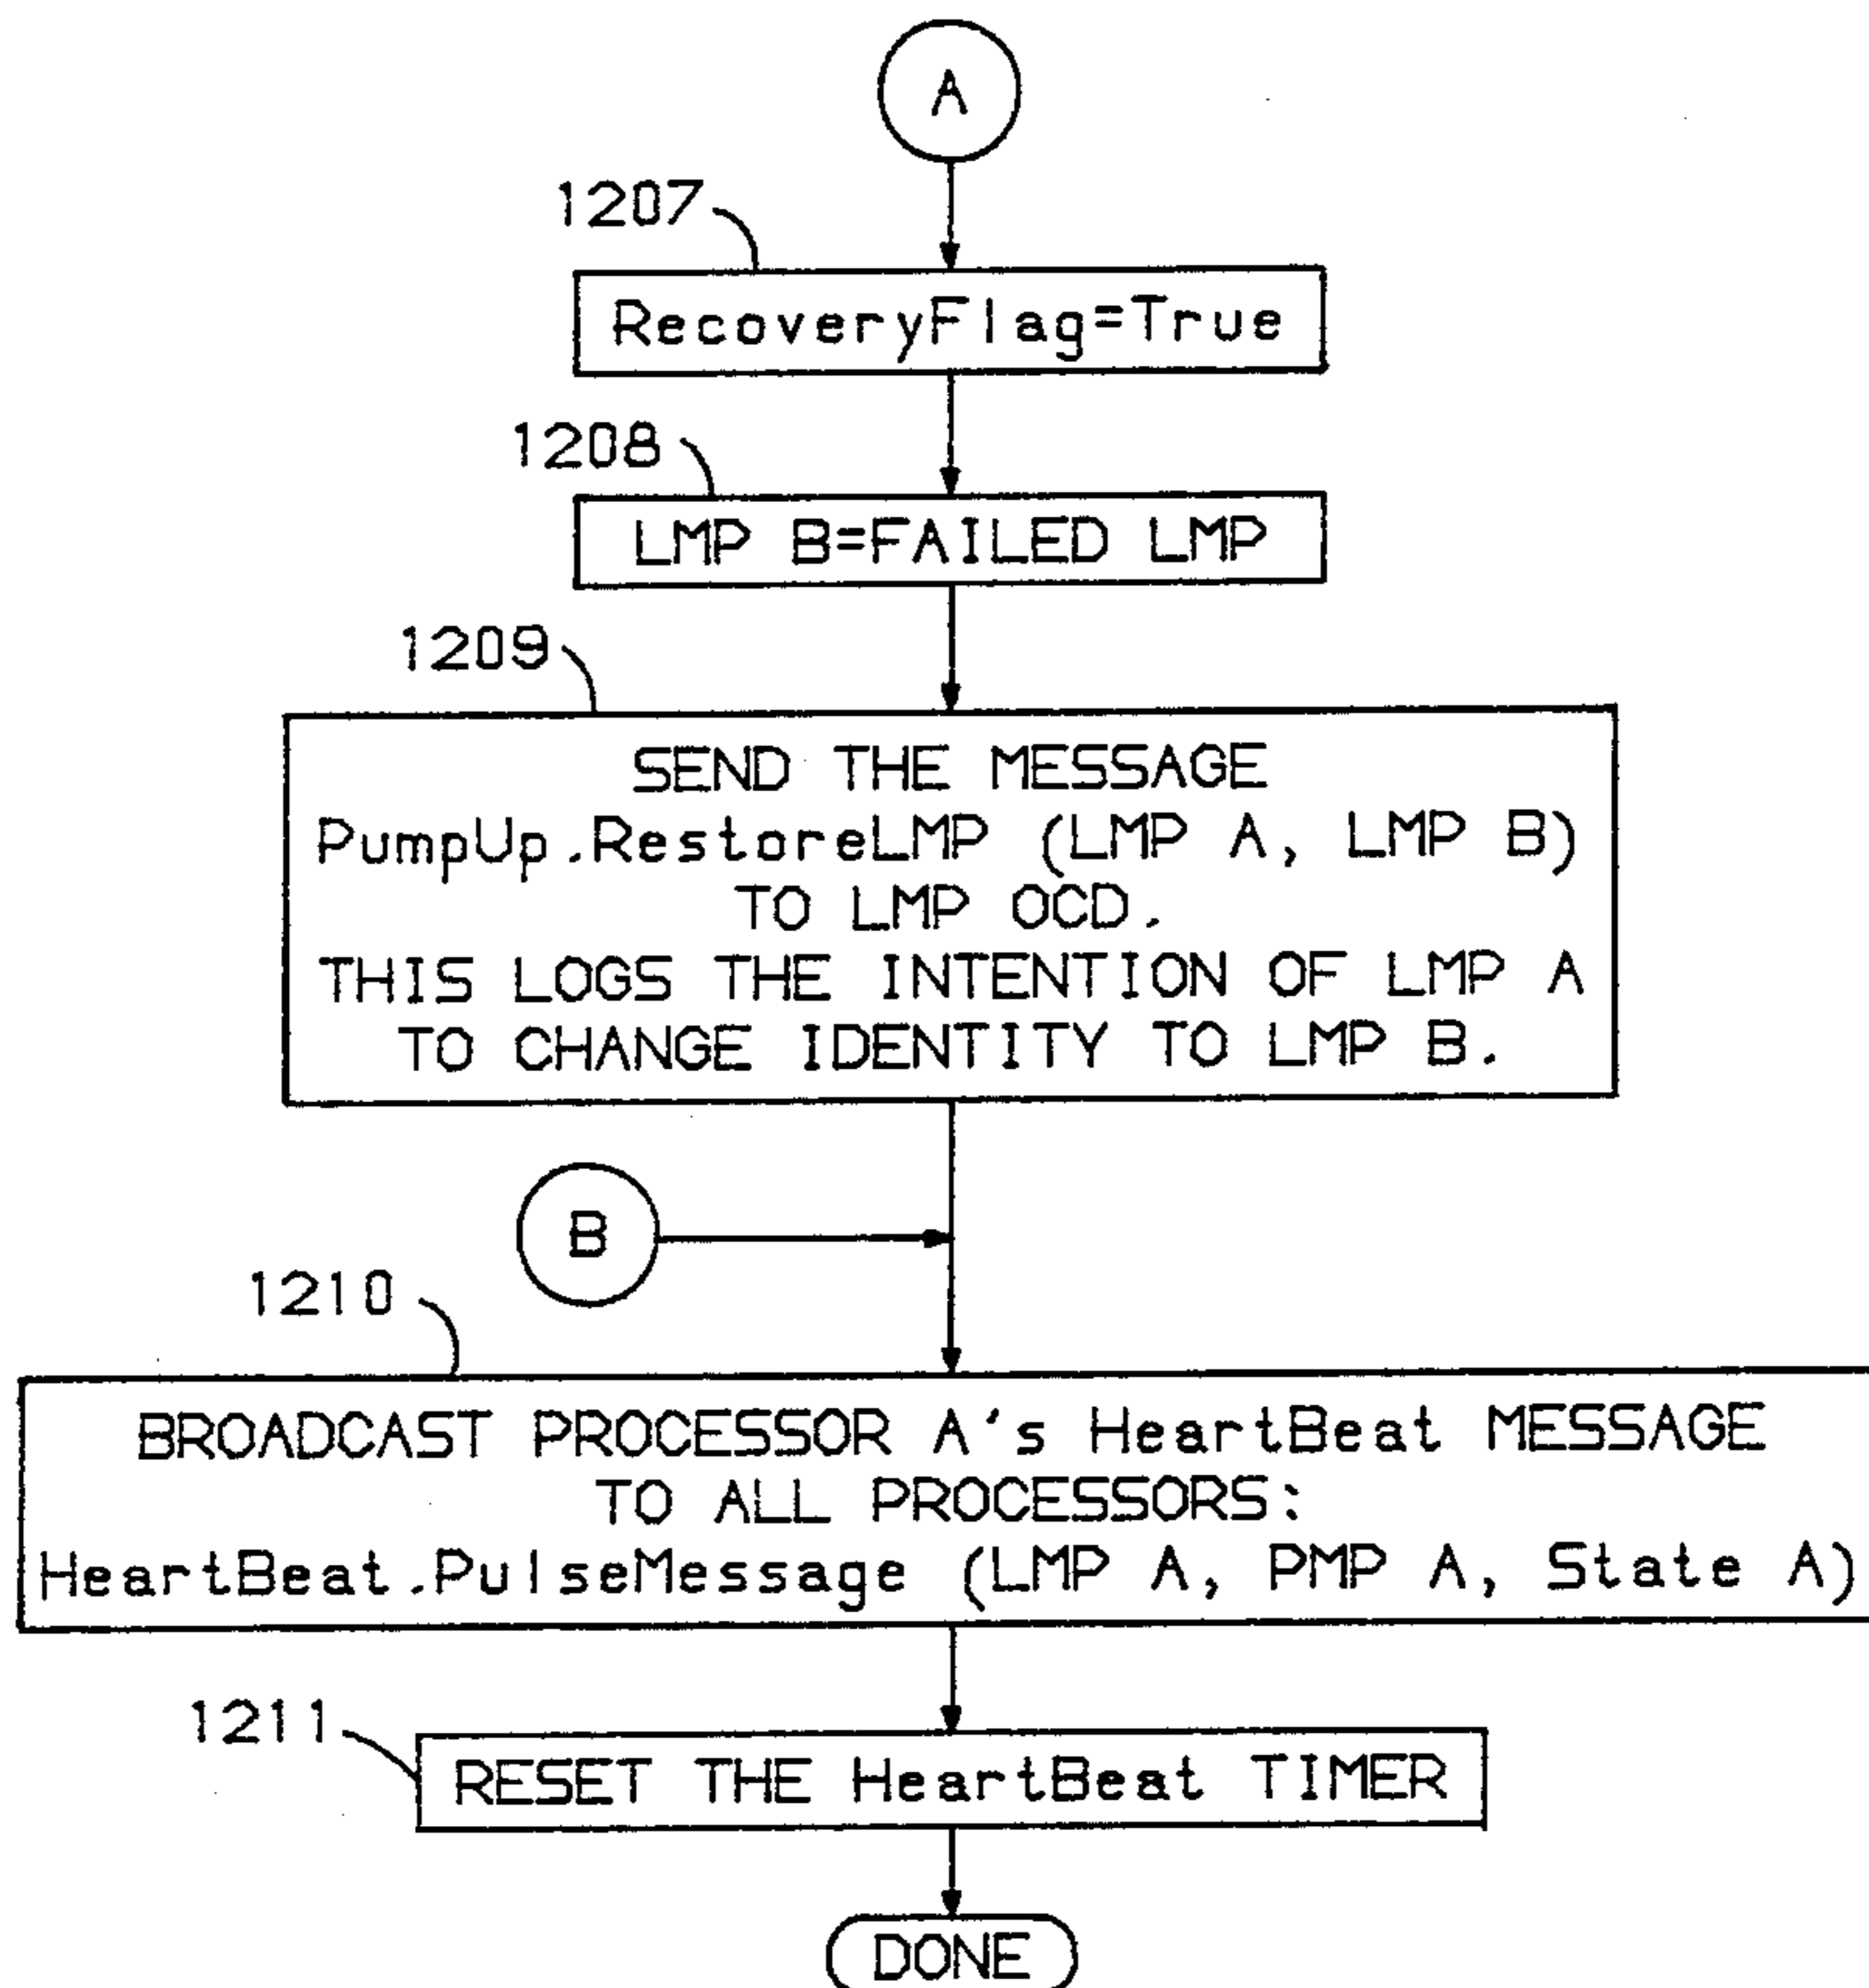 A
1207
RecoveryFlag=True
1208
LMP B=FAILED LMP
1209
SEND THE MESSAGE
PumpUp.RestoreLMP (LMP A, LMP B)
TO LMP OCD.
THIS LOGS THE INTENTION OF LMP A
TO CHANGE IDENTITY TO LMP B.
B
1210
BROADCAST PROCESSOR A's HeartBeat MESSAGE
TO ALL PROCESSORS:
HeartBeat.PulseMessage (LMP A, PMP A, State A)
1211
RESET THE HeartBeat TIMER
DONE